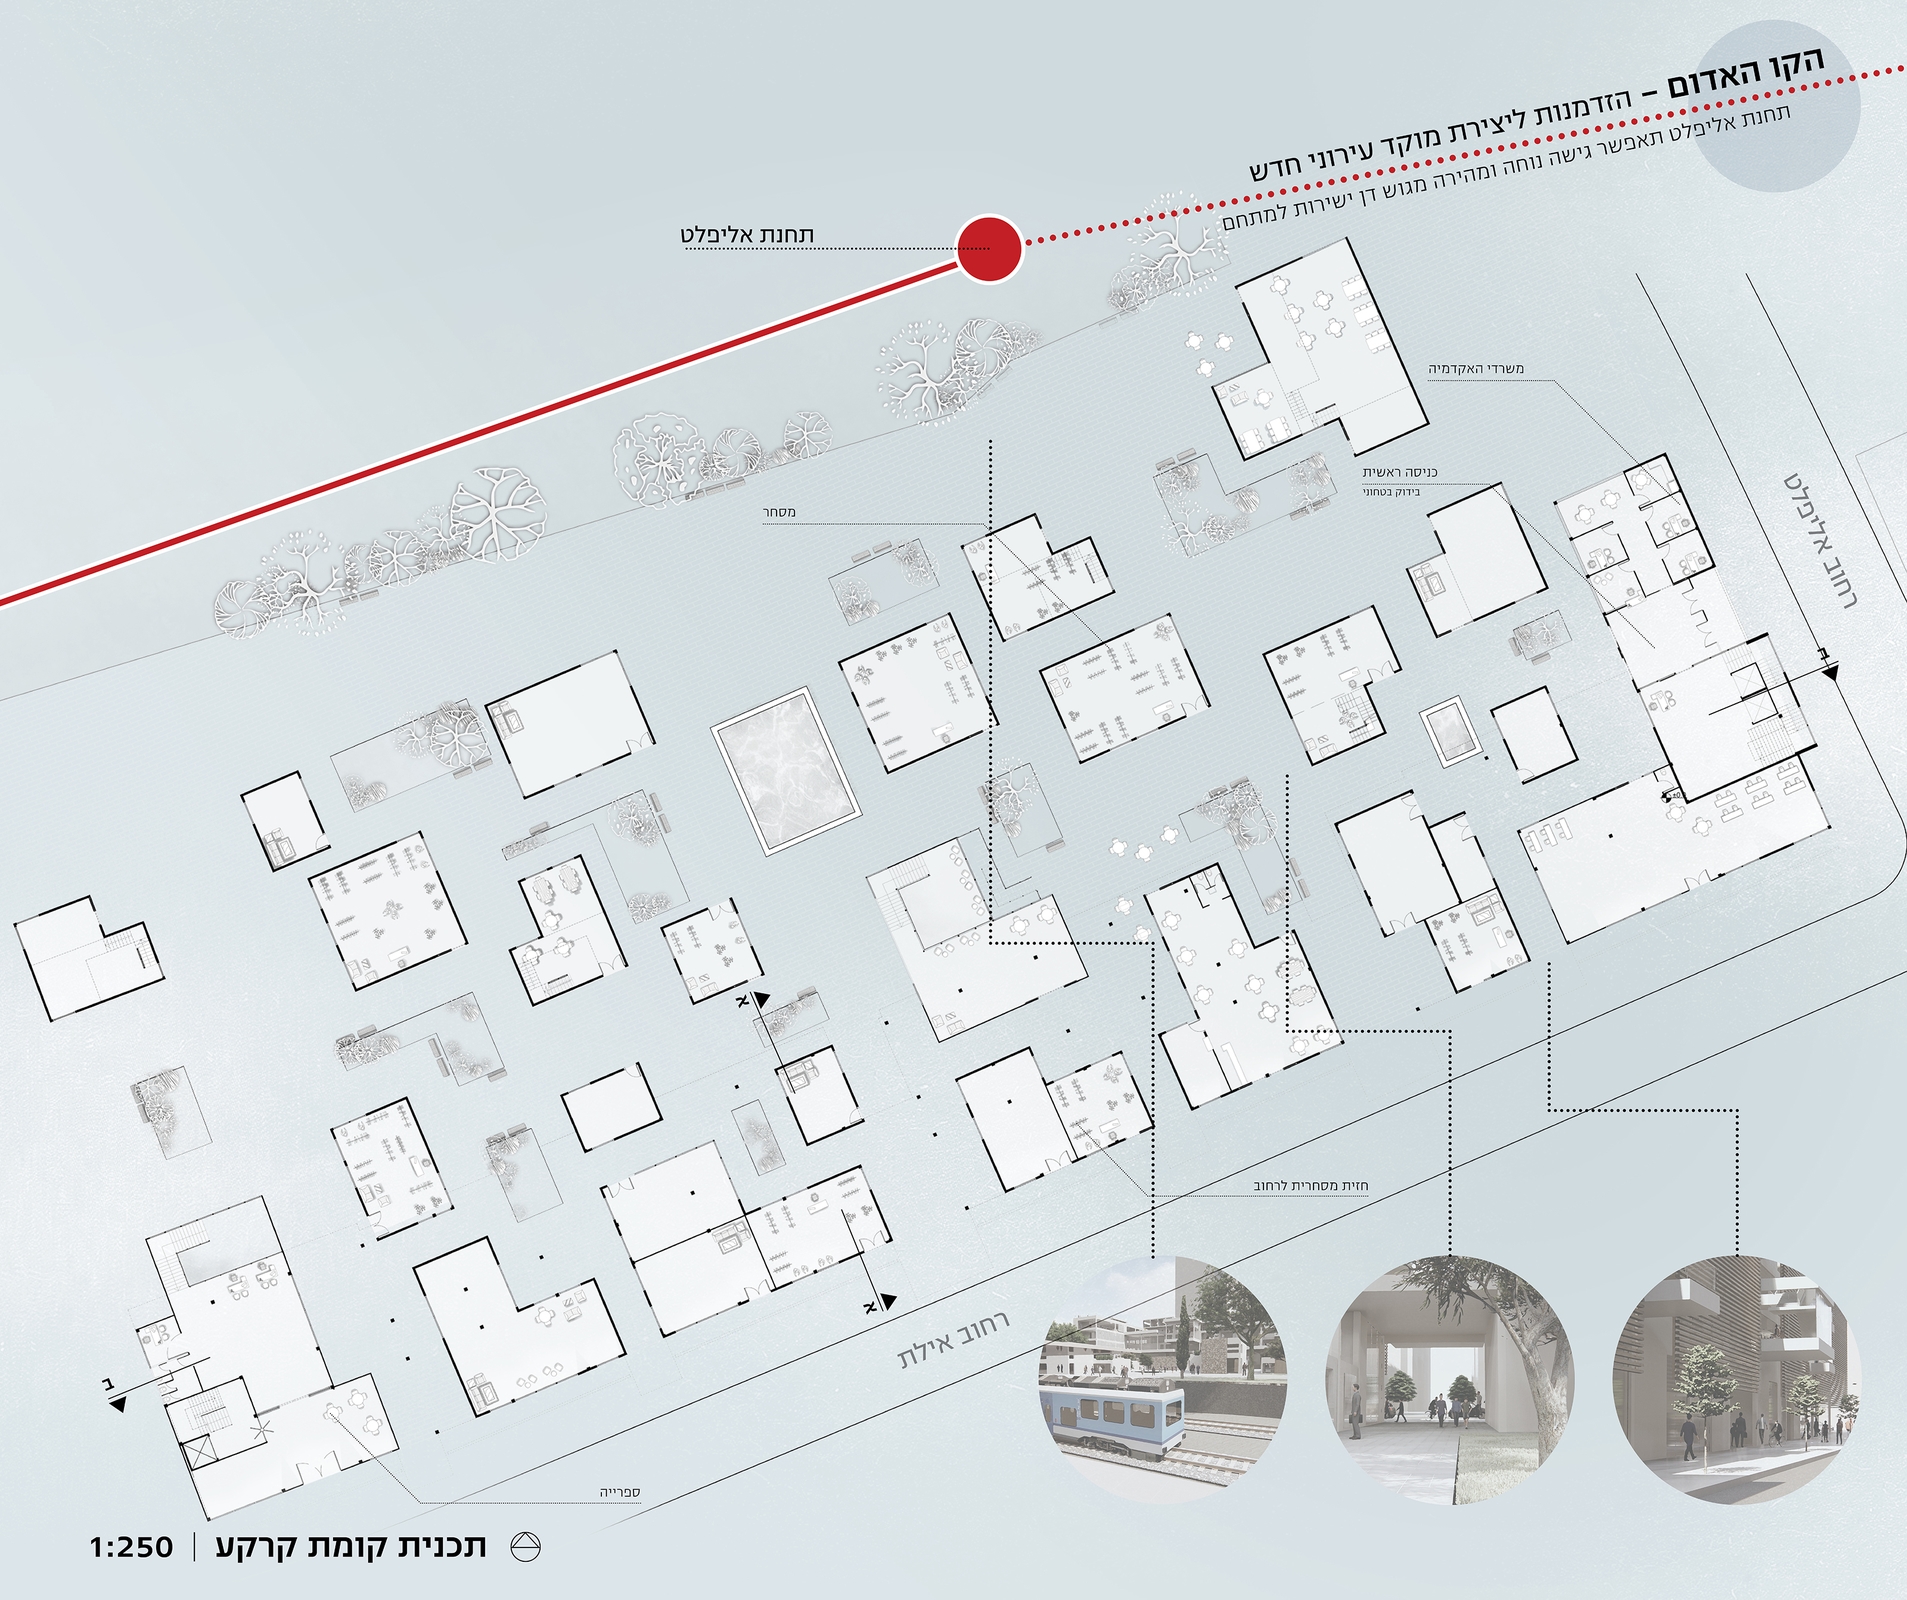 הקו האדום – הזדמנות ליצירת מוקד עירוני חדש
תחנת אליפלט תאפשר גישה נוחה ומהירה מגוש דן ישירות למתחם
תחנת אליפלט
משרדי האקדמיה
כניסה ראשית
בידוק בטחוני
מסחר
רחוב אליפלט
ב
א
א
חזית מסחרית לרחוב
רחוב אילת
ב
ספרייה
תכנית קומת קרקע | 1:250